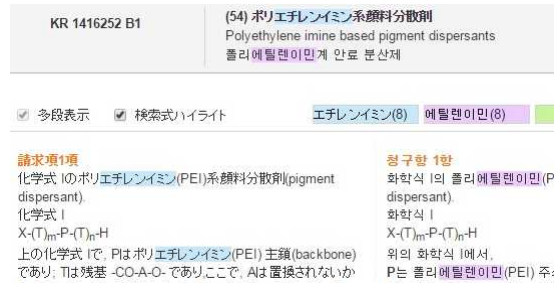 KR 1416252 B1
(54) ポリエチレンイミン系顔料分散剤
Polyethylene imine based pigment dispersants
폴리에틸렌이민계 안료 분산제
多段表示 検索式ハイライト エチレンイミン(8) 에틸렌이민(8)
請求項1項
化学式 IのポリエチレンイミンPEI)系顔料分散剤(pigment
dispersant).
化学式 I
X-(T)m-P-(T)n-H
上の化学式 Iで, Pはポリエチレンイミン(PEI) 主鎖(backbone)
であり; Tは残基 -CO-A-O- であり,ここで, Aは置換されないか
청구항 1항
화학식 I의 폴리에틸렌이민(P
dispersant).
화학식 I
X-(T)m-P-(T)n-H
위의 화학식 I에서,
P는 폴리에틸렌이민(PEI) 주